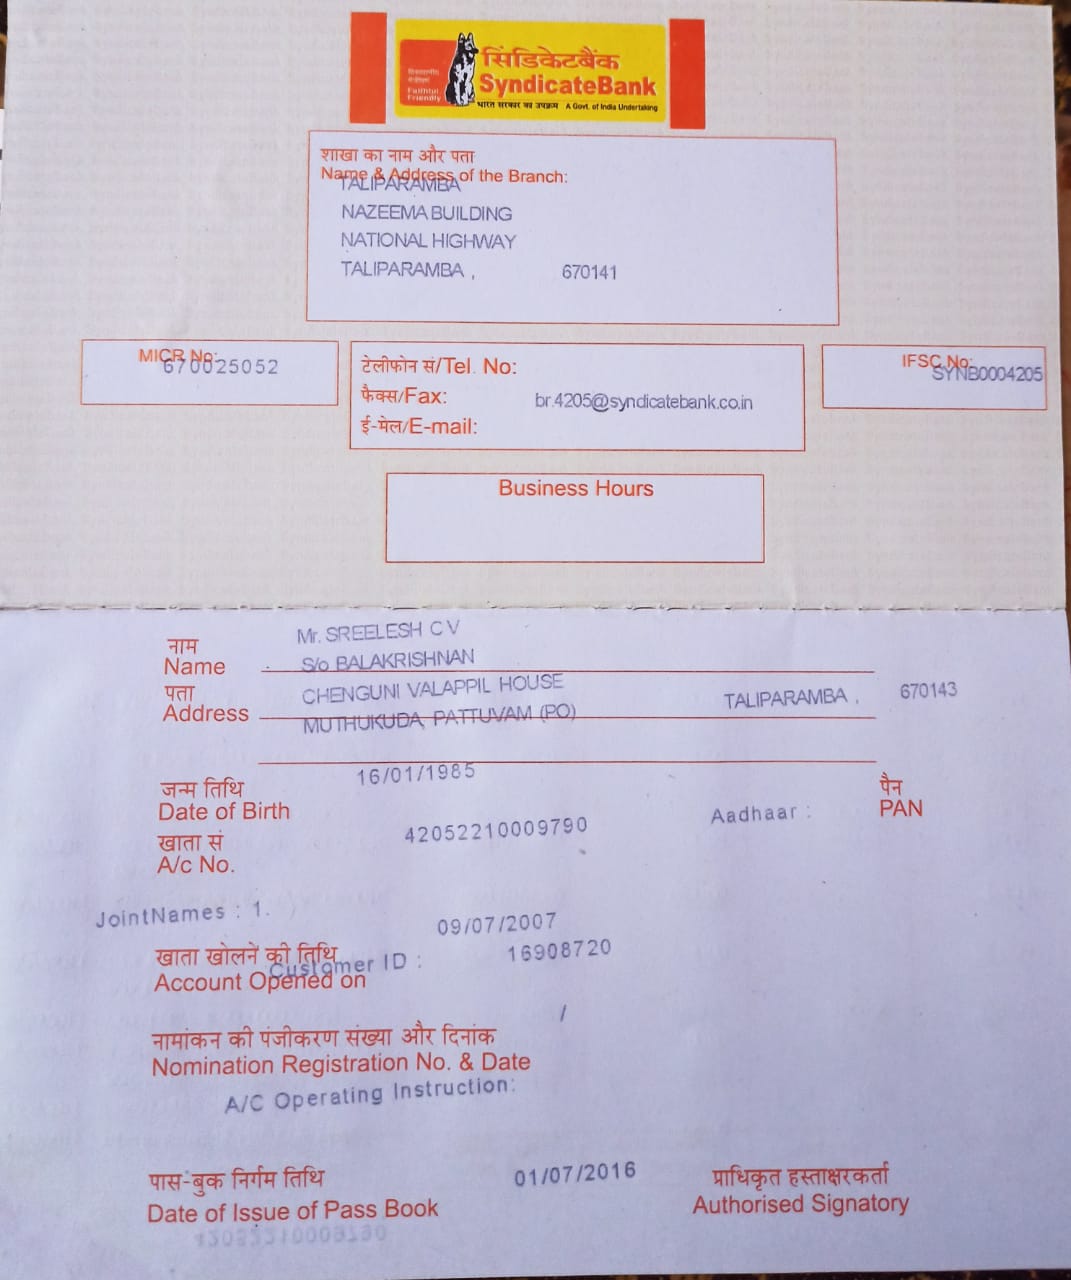 विश्वसनीय
Faithful
Friendly
सिंडिकेटबैंक
SyndicateBank
भारत सरकार का उपक्रम A Govt. of India Undertaking
शाखा का नाम और पता
Name & Address of the Branch:
TALIPARAMBA
NAZEEMA BUILDING
NATIONAL HIGHWAY
TALIPARAMBA , 670141
MICR No:
670025052
टेलीफोन सं/Tel. No:
फैक्स/Fax:
br.4205@syndicatebank.co.in
ई-मेल/E-mail:
IFSC No:
SYNB0004205
Business Hours
Mr. SREELESH C V
नाम
Name
S/o BALAKRISHNAN
पता
Address
CHENGUNI VALAPPIL HOUSE
MUTHUKUDA, PATTUVAM (PO) TALIPARAMBA , 670143
जन्म तिथि
Date of Birth
16/01/1985
पैन
PAN
Aadhaar :
खाता सं
A/c No.
42052210009790
JointNames : 1.
09/07/2007
खाता खोलने की तिथि
Account Opened on
Customer ID : 16908720
/
नामांकन की पंजीकरण संख्या और दिनांक
Nomination Registration No. & Date
A/C Operating Instruction:
पास-बुक निर्गम तिथि
Date of Issue of Pass Book
01/07/2016
प्राधिकृत हस्ताक्षरकर्ता
Authorised Signatory